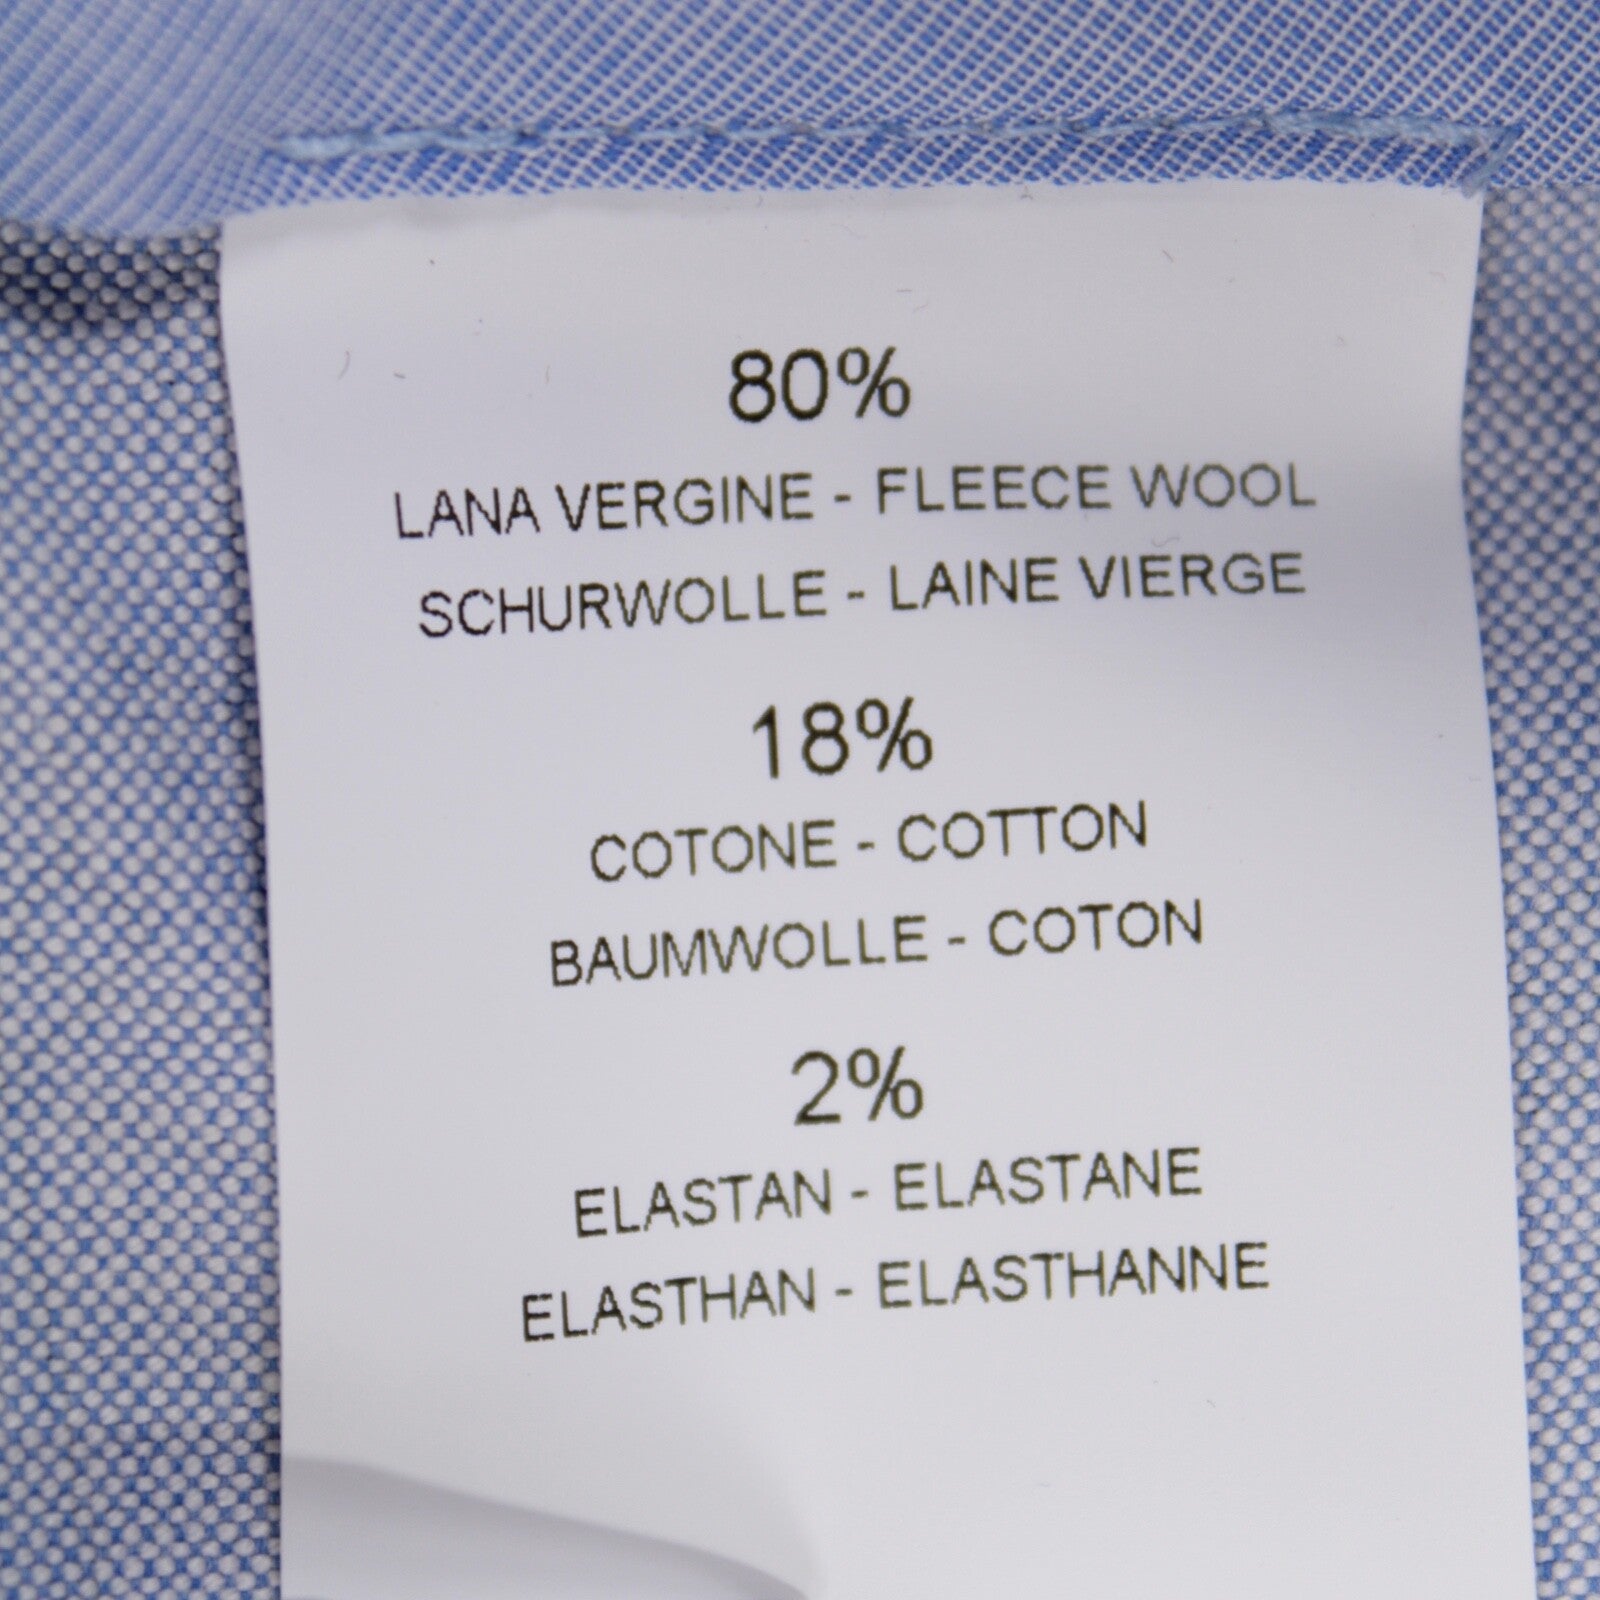 80%
LANA VERGINE - FLEECE WOOL
SCHURWOLLE - LAINE VIERGE
18%
COTONE - COTTON
BAUMWOLLE - COTON
2%
ELASTAN - ELASTANE
ELASTHAN - ELASTHANNE